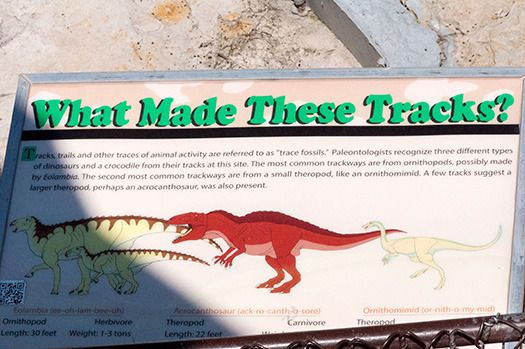 What Made These Tracks?
Tracks, trails and other traces of animal activity are referred to as "trace fossils." Paleontologists recognize three different types
of dinosaurs and a crocodile from their tracks at this site. The most common trackways are from ornithopods, possibly made
by Eolambia. The second most common trackways are from a small theropod, like an ornithomimid. A few tracks suggest a
larger theropod, perhaps an acrocanthosaur, was also present.
Eolambia (ee-oh-lam-bee-uh) Acrocanthosaur (ack-ro-canth-o-sore) Ornithomimid (or-nith-o-my-mid)
Ornithopod Herbivore Theropod Carnivore Theropod
Length: 30 feet Weight: 1-3 tons Length: 22 feet